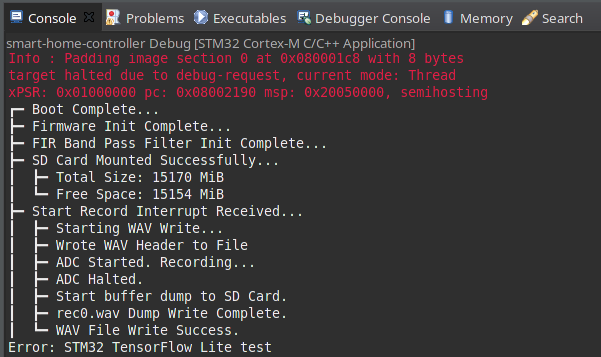 Console Problems Executables Debugger Console Memory Search
smart-home-controller Debug [STM32 Cortex-M C/C++ Application]
Info : Padding image section 0 at 0x080001c8 with 8 bytes
target halted due to debug-request, current mode: Thread
xPSR: 0x01000000 pc: 0x08002190 msp: 0x20050000, semihosting
┏━ Boot Complete...
┣━ Firmware Init Complete...
┣━ FIR Band Pass Filter Init Complete...
┣━ SD Card Mounted Successfully...
┃  ┣━ Total Size: 15170 MiB
┃  ┗━ Free Space: 15154 MiB
┣━ Start Record Interrupt Received...
┃  ┣━ Starting WAV Write...
┃  ┣━ Wrote WAV Header to File
┃  ┣━ ADC Started. Recording...
┃  ┣━ ADC Halted.
┃  ┣━ Start buffer dump to SD Card.
┃  ┣━ rec0.wav Dump Write Complete.
┃  ┗━ WAV File Write Success.
Error: STM32 TensorFlow Lite test